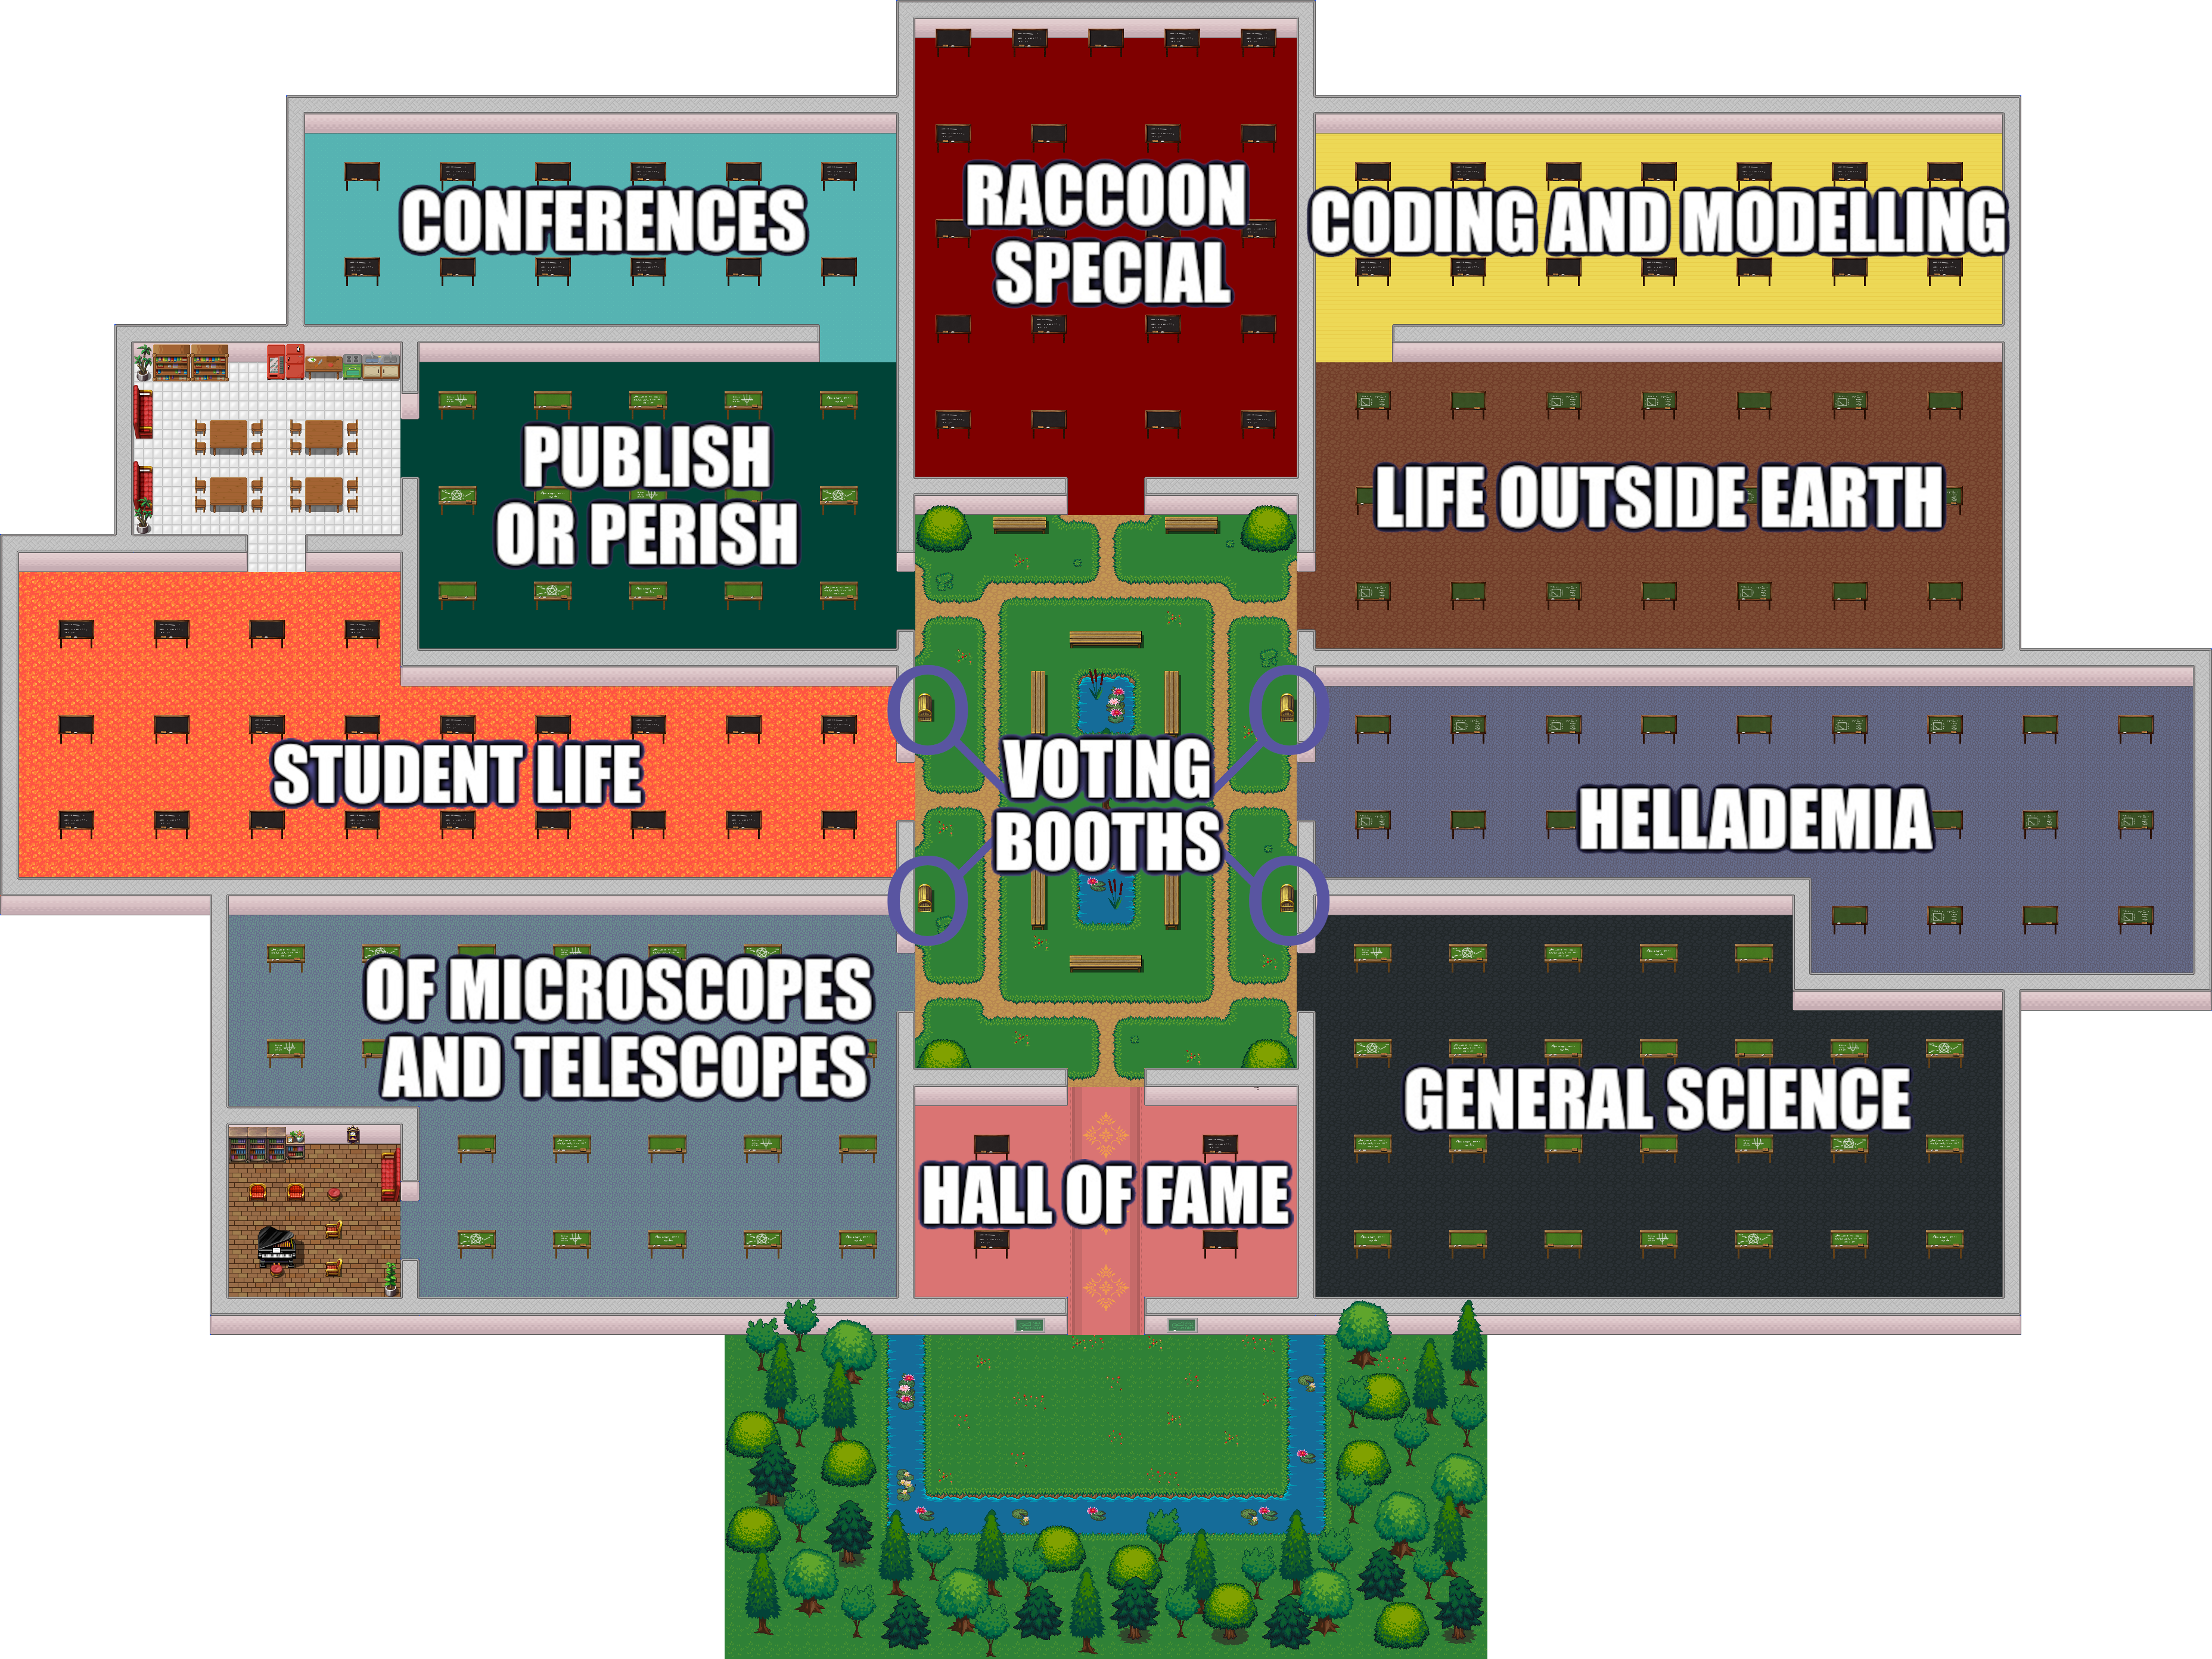 CONFERENCES
RACCOON
SPECIAL
CODING AND MODELLING
PUBLISH
OR PERISH
LIFE OUTSIDE EARTH
STUDENT LIFE
VOTING
BOOTHS
HELLADEMIA
OF MICROSCOPES
AND TELESCOPES
GENERAL SCIENCE
HALL OF FAME